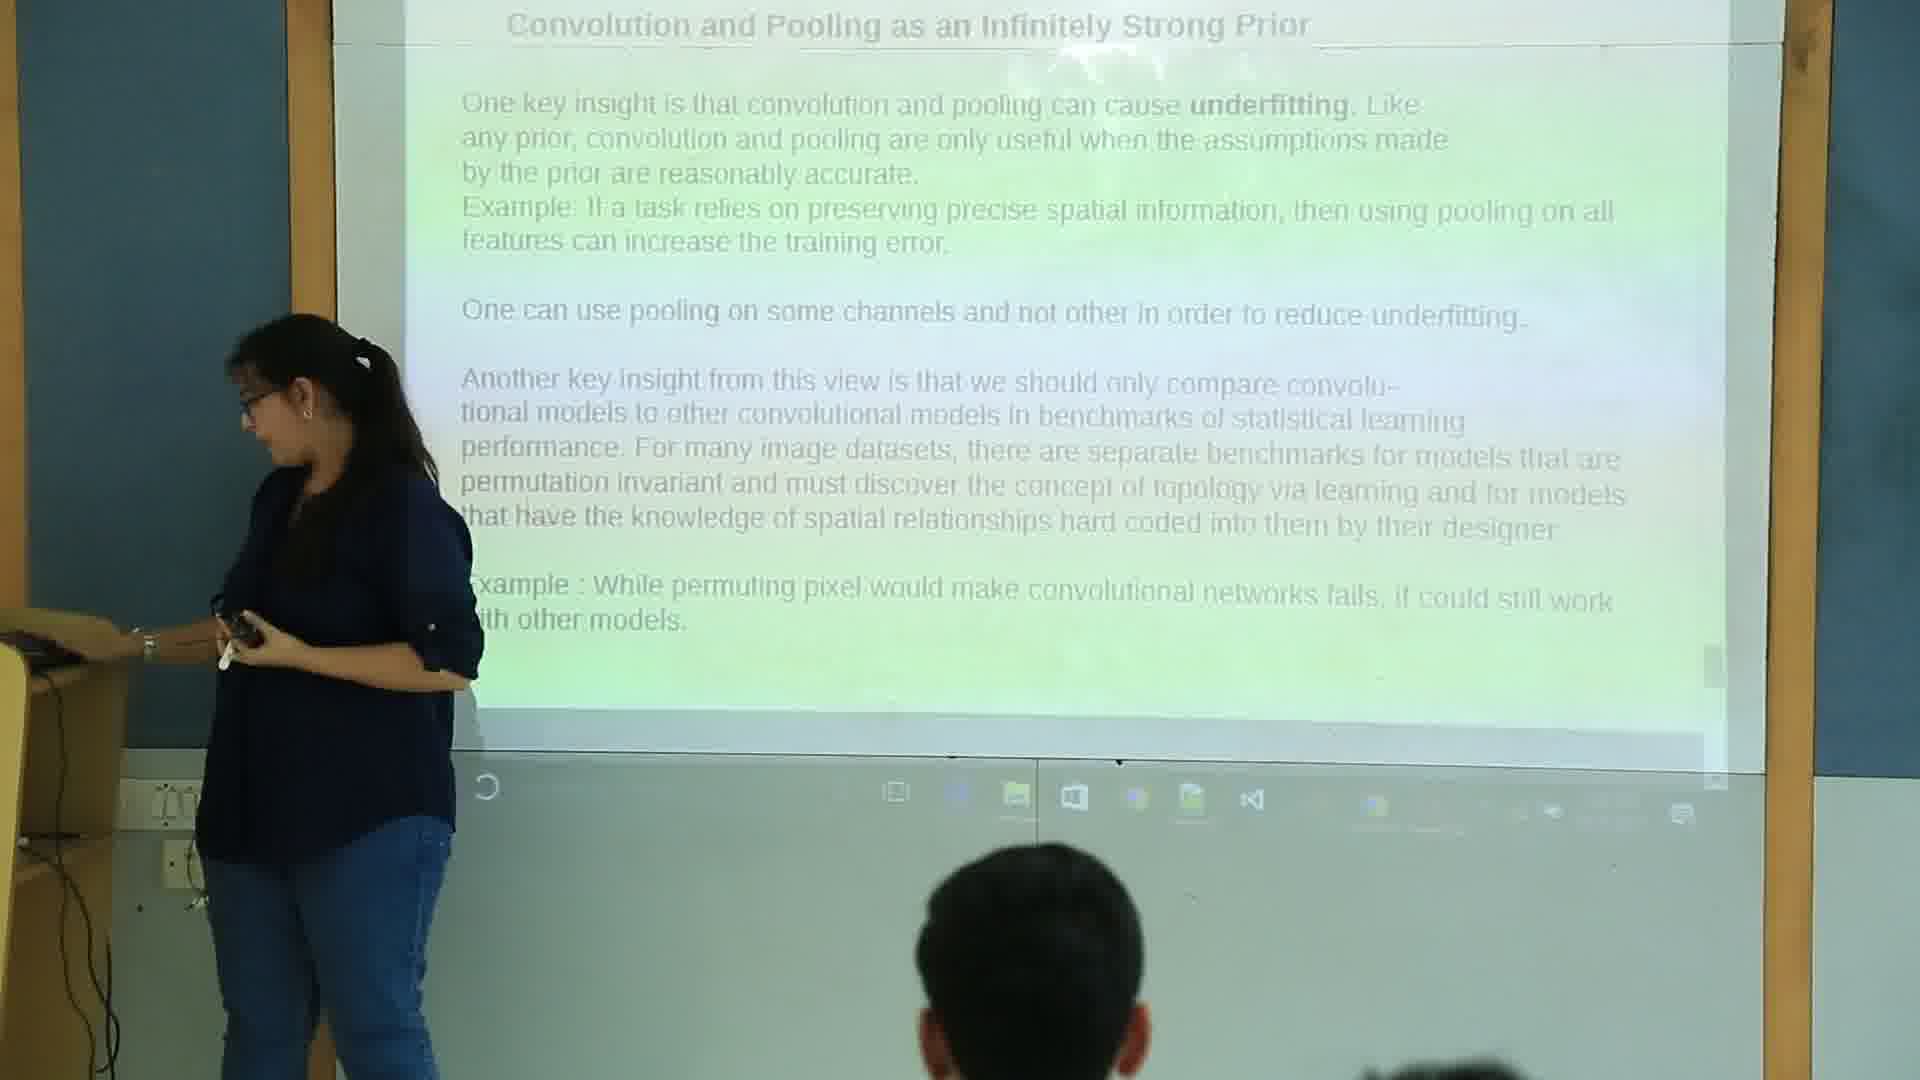 Convolution and Pooling as an Infinitely Strong Prior
One key insight is that convolution and pooling can cause underfitting. Like
any prior, convolution and pooling are only useful when the assumptions made
by the prior are reasonably accurate.
Example: If a task relies on preserving precise spatial information, then using pooling on all
features can increase the training error.
One can use pooling on some channels and not other in order to reduce underfitting.
Another key insight from this view is that we should only compare convolu-
tional models to other convolutional models in benchmarks of statistical learning
performance. For many image datasets, there are separate benchmarks for models that are
permutation invariant and must discover the concept of topology via learning and for models
that have the knowledge of spatial relationships hard coded into them by their designer
xample : While permuting pixel would make convolutional networks fails, it could still work
ith other models.